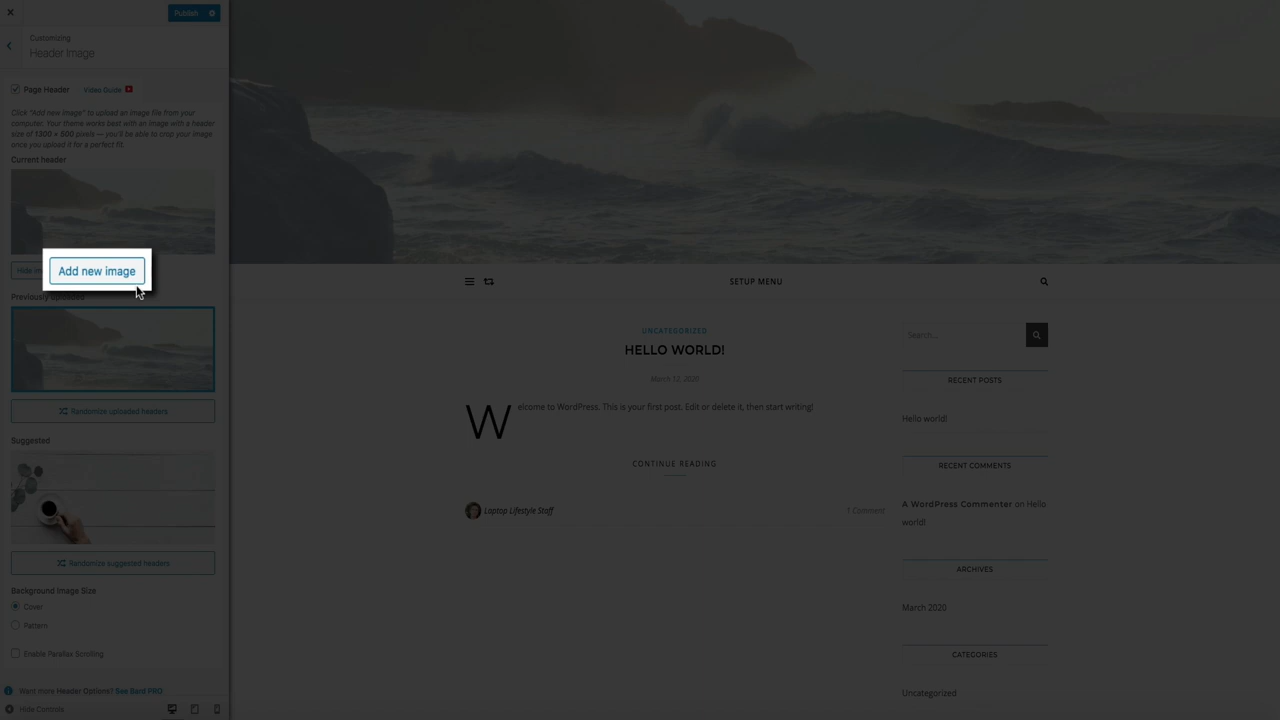 Publish
Customizing
Header Image
Page Header Video Guide
Click "Add new image" to upload an image file from your
computer. Your theme works best with an image with a header
size of 1300 × 500 pixels — you'll be able to crop your image
once you upload it for a perfect fit.
Current header
Add new image
Previously uploaded
Randomize uploaded headers
Suggested
Randomize suggested headers
Background Image Size
Cover
Pattern
Enable Parallax Scrolling
Want more Header Options? See Bard PRO
Hide Controls
SETUP MENU
UNCATEGORIZED
HELLO WORLD!
March 12, 2020
Welcome to WordPress. This is your first post. Edit or delete it, then start writing!
CONTINUE READING
Laptop Lifestyle Staff
1 Comment
Search...
RECENT POSTS
Hello world!
RECENT COMMENTS
A WordPress Commenter on Hello
world!
ARCHIVES
March 2020
CATEGORIES
Uncategorized